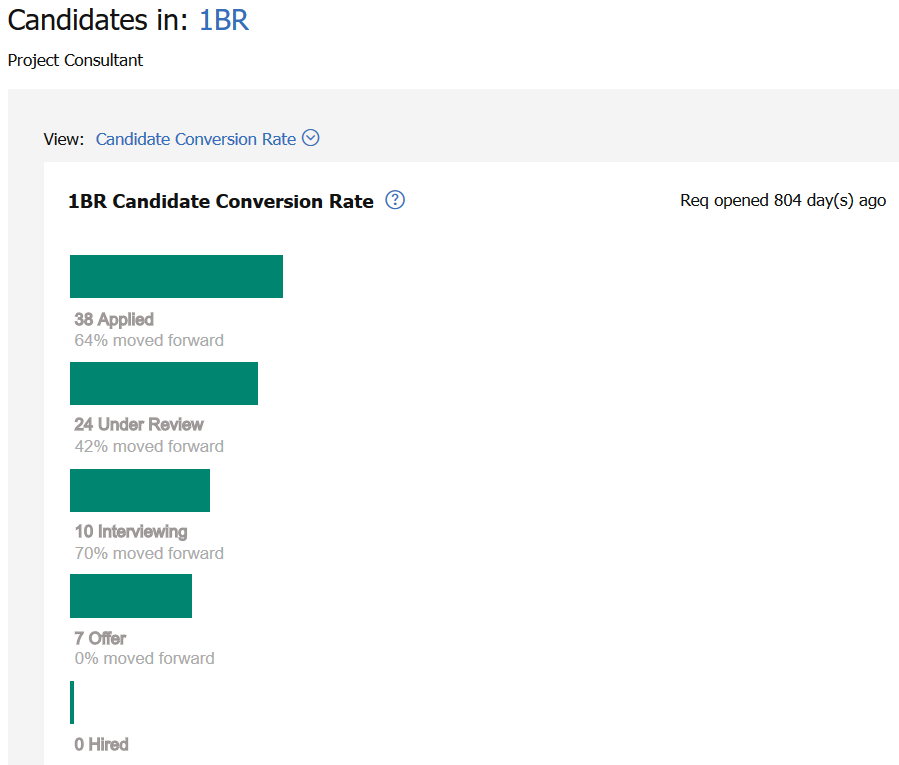 Candidates in: 1BR
Project Consultant
View: Candidate Conversion Rate
1BR Candidate Conversion Rate ?
Req opened 804 day(s) ago
38 Applied
64% moved forward
24 Under Review
42% moved forward
10 Interviewing
70% moved forward
7 Offer
0% moved forward
0 Hired